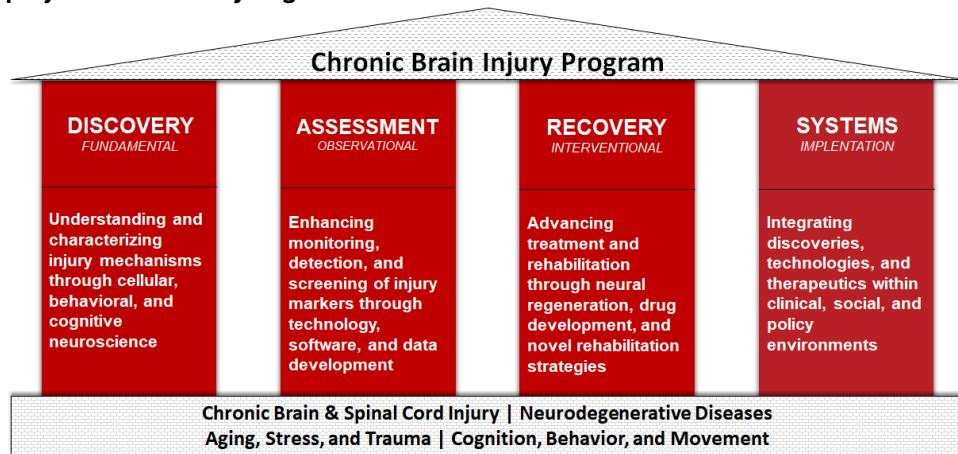 Chronic Brain Injury Program
DISCOVERY
FUNDAMENTAL
Understanding and
characterizing
injury mechanisms
through cellular,
behavioral, and
cognitive
neuroscience
ASSESSMENT
OBSERVATIONAL
Enhancing
monitoring,
detection, and
screening of injury
markers through
technology,
software, and data
development
RECOVERY
INTERVENTIONAL
Advancing
treatment and
rehabilitation
through neural
regeneration, drug
development, and
novel rehabilitation
strategies
SYSTEMS
IMPLENTATION
Integrating
discoveries,
technologies, and
therapeutics within
clinical, social, and
policy
environments
Chronic Brain & Spinal Cord Injury | Neurodegenerative Diseases
Aging, Stress, and Trauma | Cognition, Behavior, and Movement